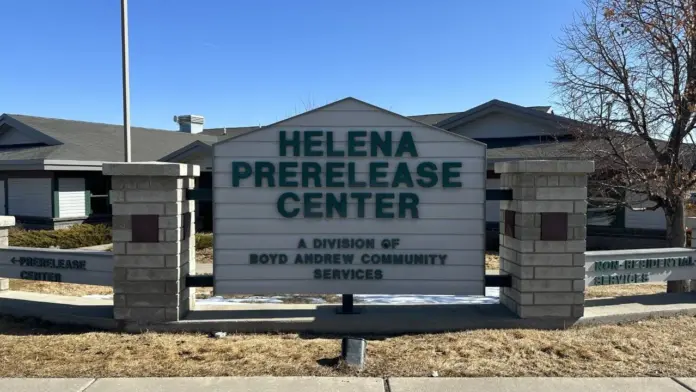 HELENA
PRERELEASE
CENTER
A DIVISION OF
BOYD ANDREW COMMUNITY
SERVICES
←PRERELEASE
CENTER
NON-RESIDENTIAL
SERVICES